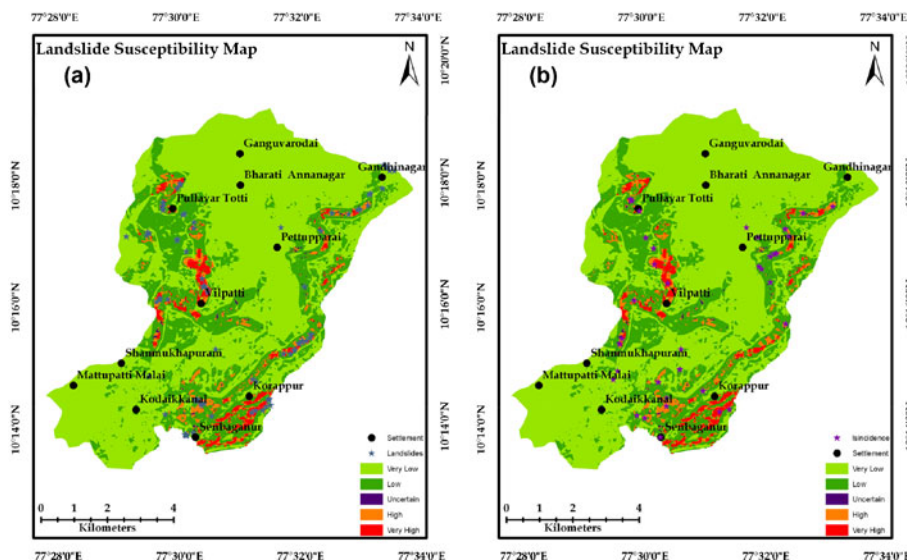 77°28'0"E 77°30'0"E 77°32'0"E 77°34'0"E
Landslide Susceptibility Map
N
(a)
10°20'0"N
10°18'0"N
10°16'0"N
10°14'0"N
Ganguvarodai
Gandhinagar
Bharati Annanagar
Pullayar Totti
Pettupparai
Vilpatti
Shanmukhapuram
Mattupatti-Malai
Korappur
Kodaikkanal
Senbaganur
Settlement
Landslides
Very Low
Low
Uncertain
High
Very High
0 1 2 4
Kilometers
77°28'0"E 77°30'0"E 77°32'0"E 77°34'0"E
77°28'0"E 77°30'0"E 77°32'0"E 77°34'0"E
Landslide Susceptibility Map
N
(b)
10°18'0"N
10°16'0"N
10°14'0"N
Ganguvarodai
Gandhinagar
Bharati Annanagar
Pullayar Totti
Pettupparai
Vilpatti
Shanmukhapuram
Mattupatti-Malai
Korappur
Kodaikkanal
Senbaganur
Isincidence
Settlement
Very Low
Low
Uncertain
High
Very High
0 1 2 4
Kilometers
77°28'0"E 77°30'0"E 77°32'0"E 77°34'0"E